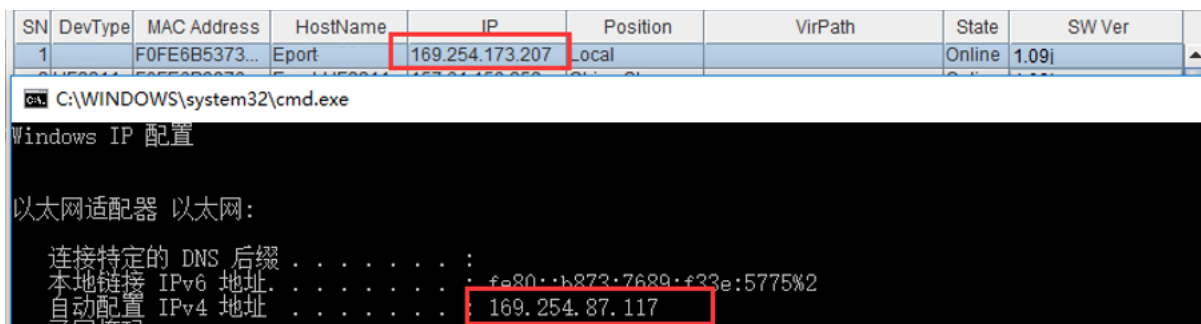 SN DevType MAC Address HostName IP Position VirPath State SW Ver
1 F0FE6B5373... Eport 169.254.173.207 Local Online 1.09j
C:\WINDOWS\system32\cmd.exe
Windows IP 配置
以太网适配器 以太网:
连接特定的 DNS 后缀 . . . . . . . :
本地链接 IPv6 地址. . . . . . . . : fe80::b873:7689:f33e:5775%2
自动配置 IPv4 地址 . . . . . . . : 169.254.87.117